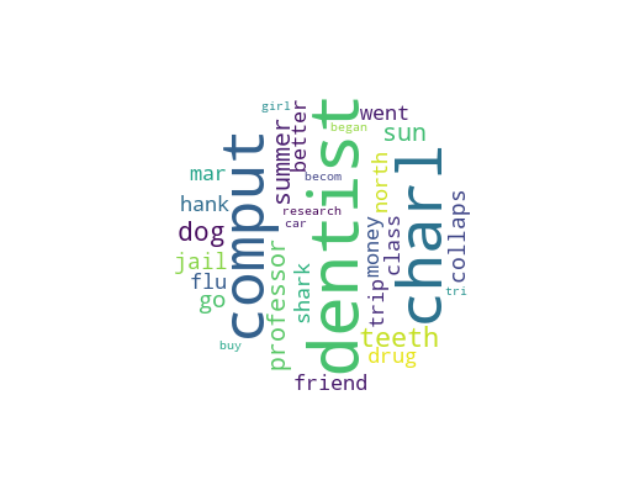 girl
went
began
sun
better
summer
comput
dentist
charl
becom
mar
north
hank
research
car
dog
money
class
collaps
jail
professor
shark
trip
flu
go
tri
buy
teeth
drug
friend